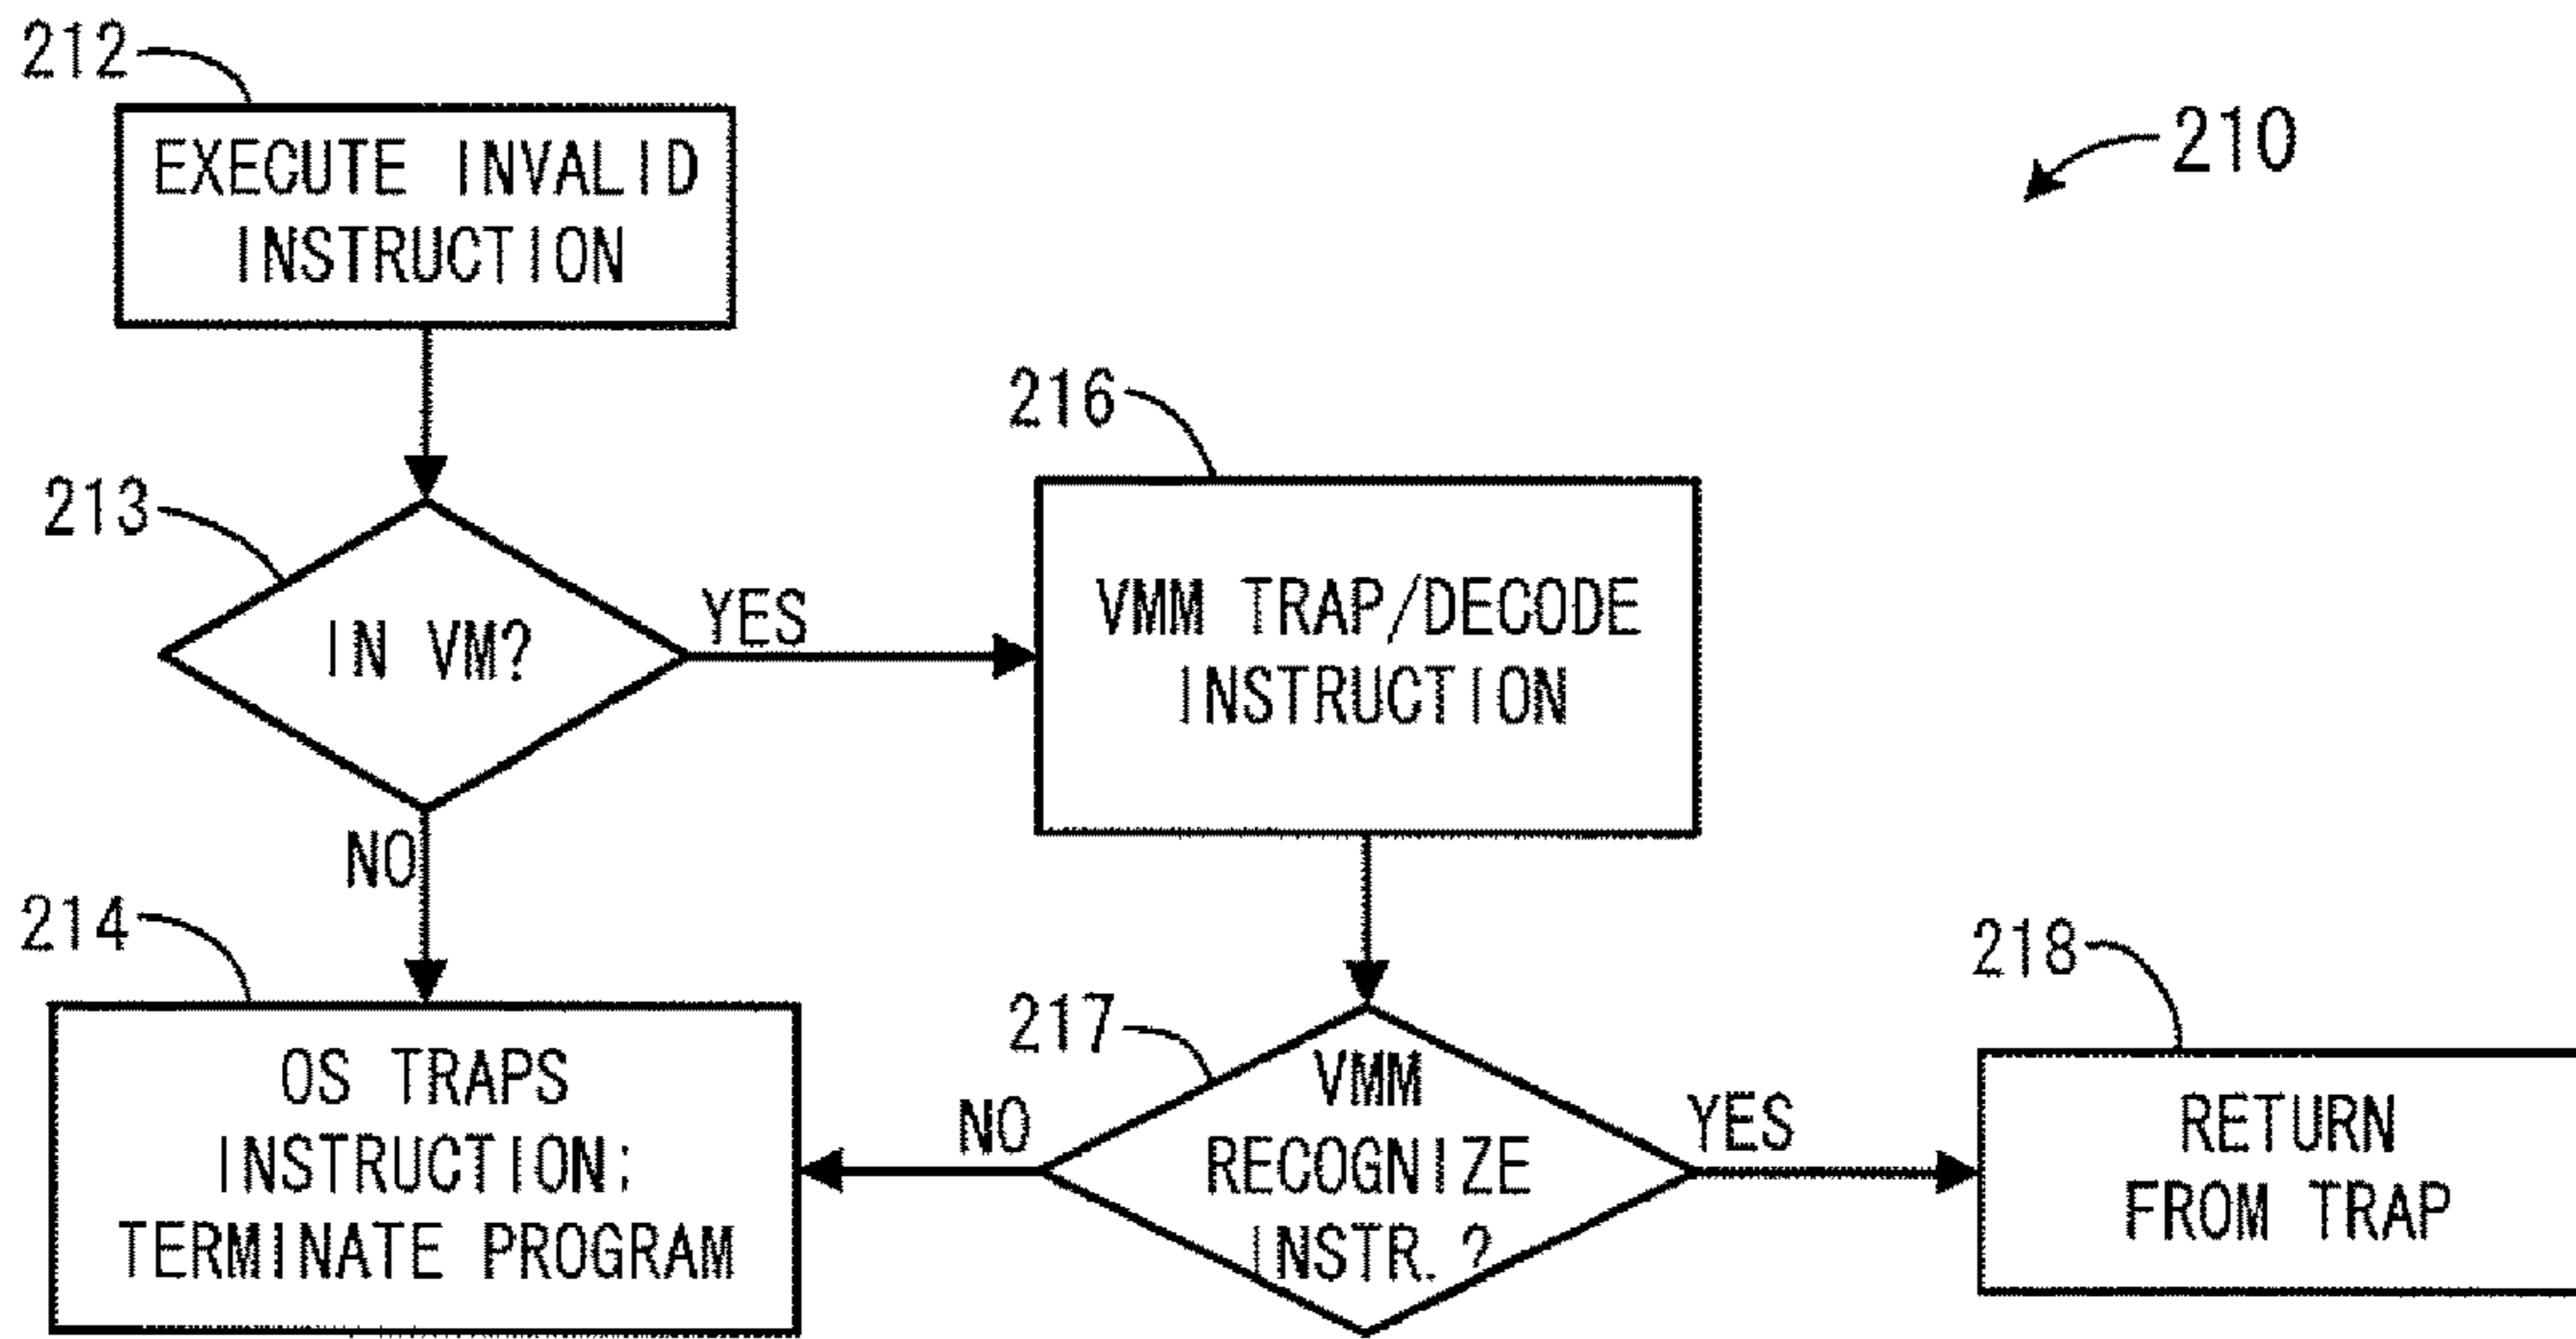 212
EXECUTE INVALID
INSTRUCTION
210
216
213
IN VM?
YES
VMM TRAP/DECODE
INSTRUCTION
NO
214
OS TRAPS
INSTRUCTION;
TERMINATE PROGRAM
217
NO
VMM
RECOGNIZE
INSTR.?
YES
218
RETURN
FROM TRAP